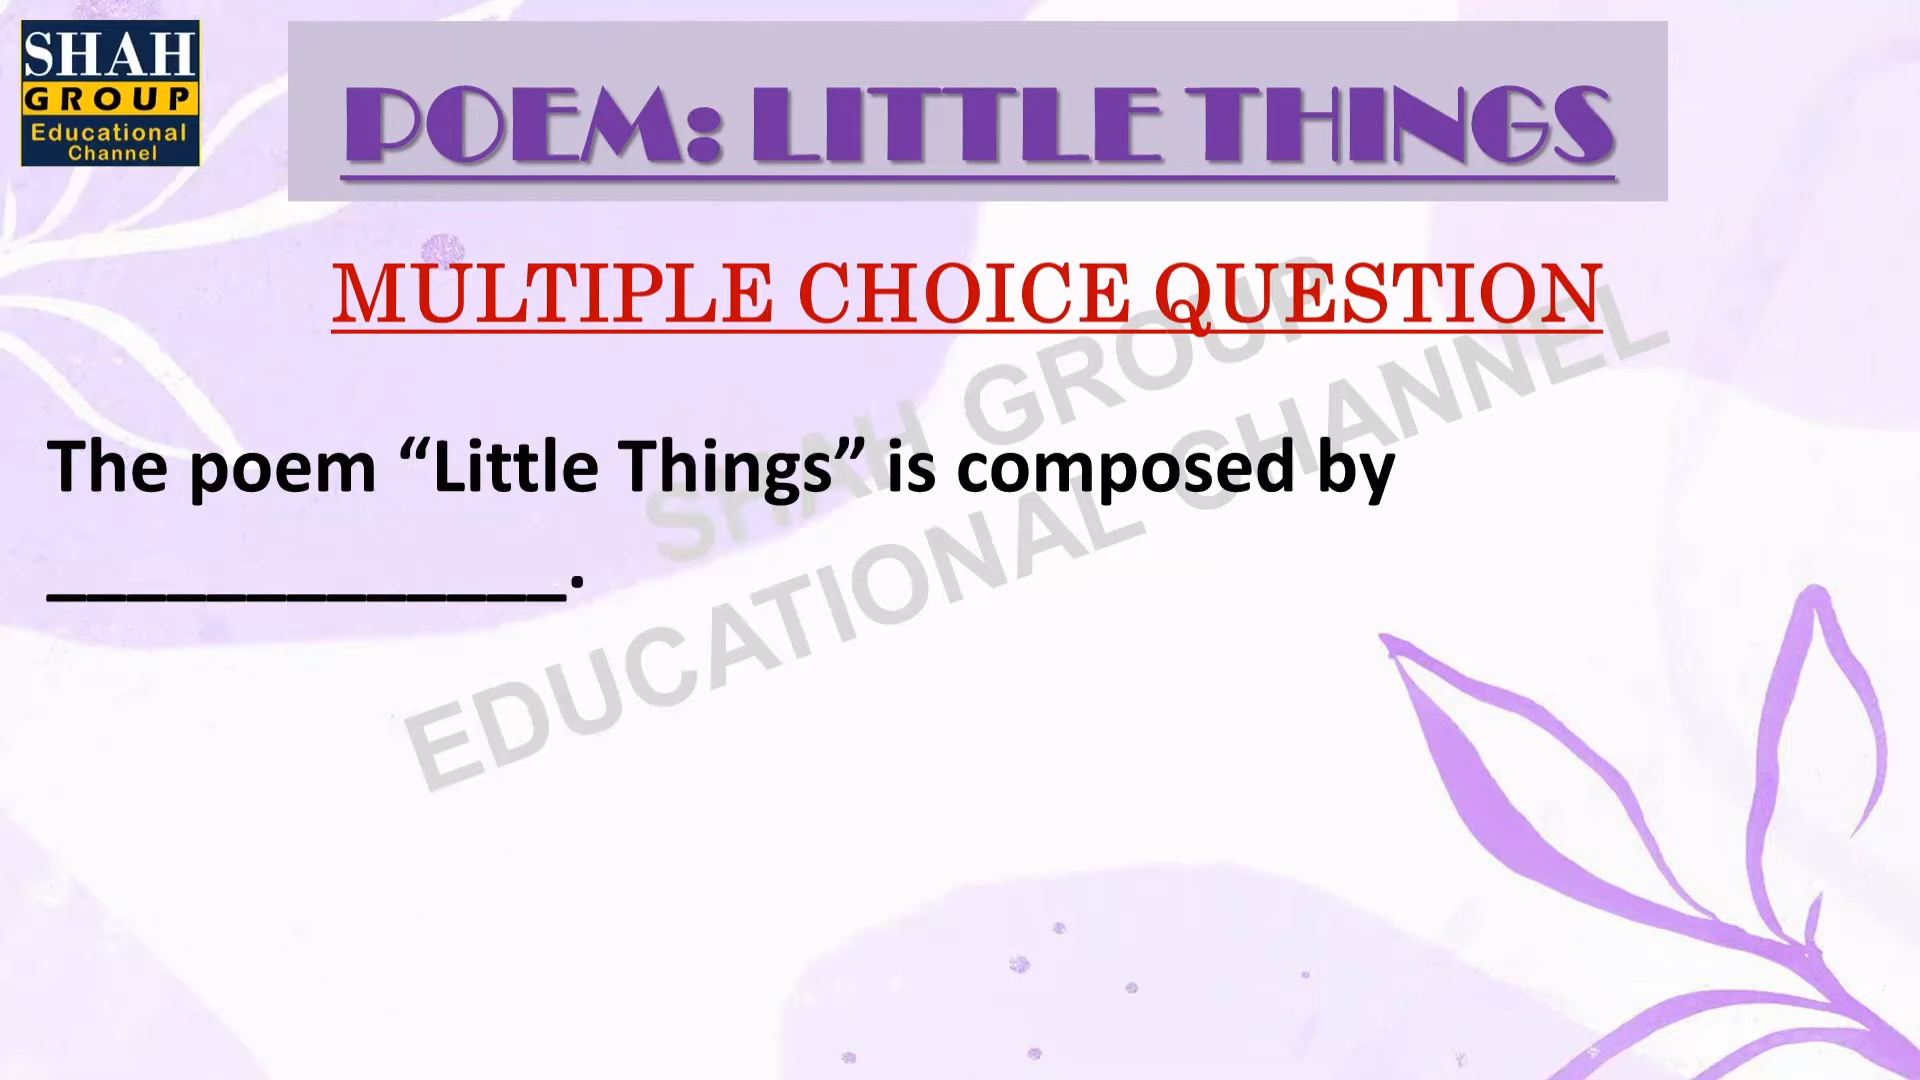 SHAH
GROUP
Educational
Channel
POEM: LITTLE THINGS
MULTIPLE CHOICE QUESTION
The poem “Little Things” is composed by
_____________.
SHAH GROUP
EDUCATIONAL CHANNEL